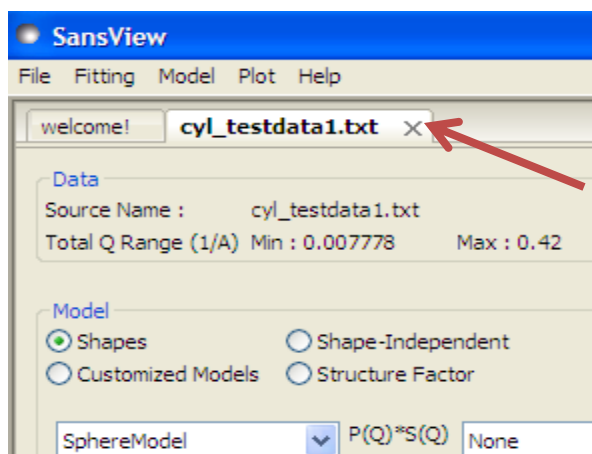 SansView
File Fitting Model Plot Help
welcome! cyl_testdata1.txt
Data
Source Name : cyl_testdata1.txt
Total Q Range (1/A) Min : 0.007778 Max : 0.42
Model
Shapes Shape-Independent
Customized Models Structure Factor
SphereModel P(Q)*S(Q) None